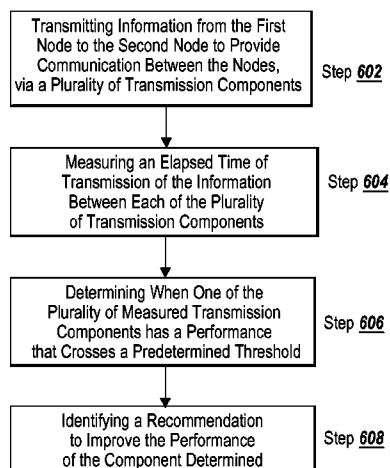 Transmitting Information from the First
Node to the Second Node to Provide
Communication Between the Nodes,
via a Plurality of Transmission Components
Step 602
Measuring an Elapsed Time of
Transmission of the Information
Between Each of the Plurality
of Transmission Components
Step 604
Determining When One of the
Plurality of Measured Transmission
Components has a Performance
that Crosses a Predetermined Threshold
Step 606
Identifying a Recommendation
to Improve the Performance
of the Component Determined
Step 608